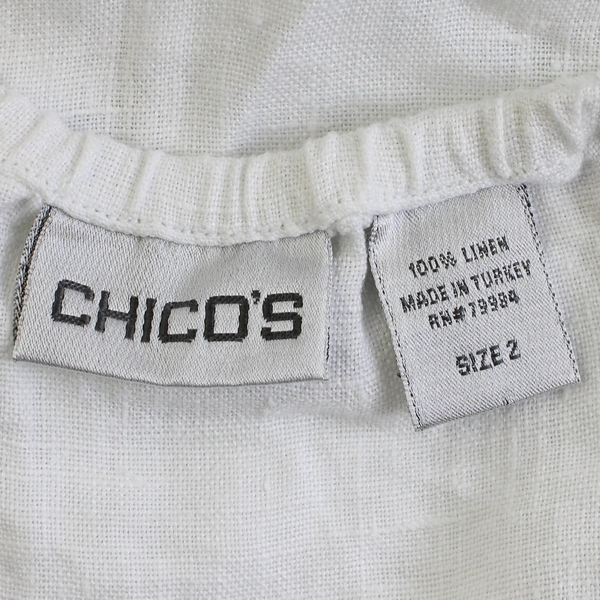 CHICO'S
100% LINEN
MADE IN TURKEY
RN# 79984
SIZE 2